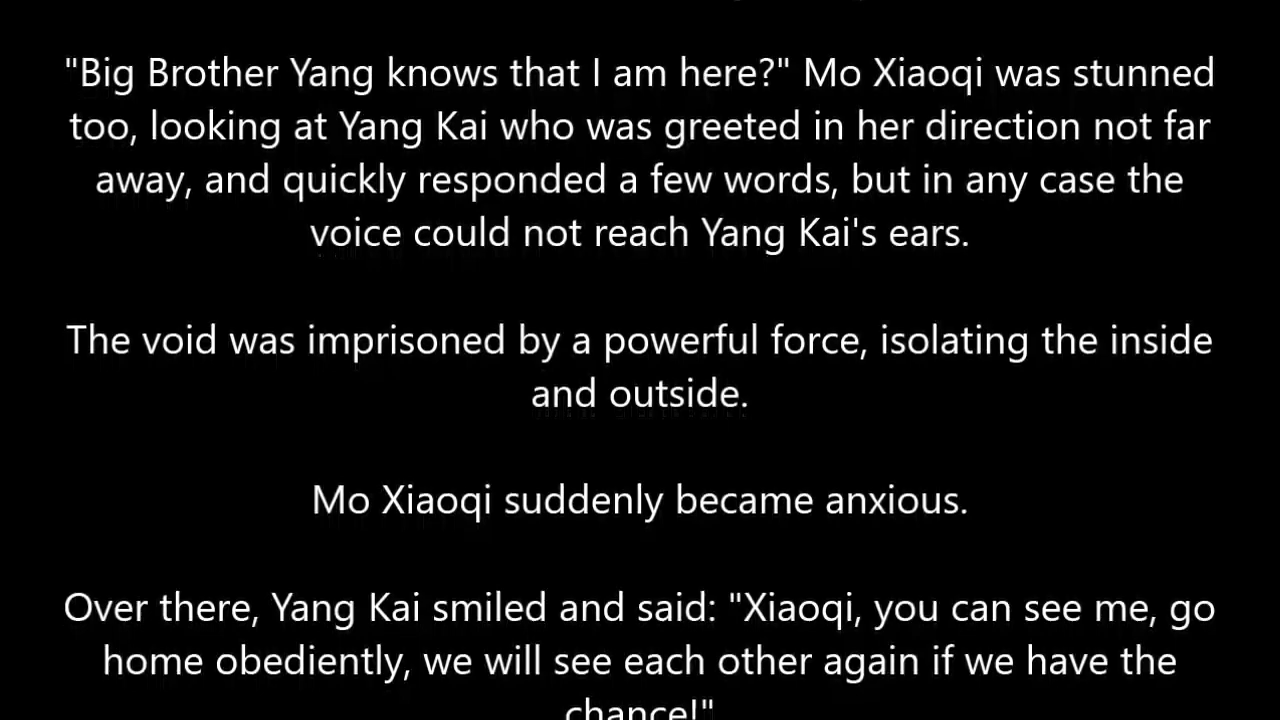 "Big Brother Yang knows that I am here?" Mo Xiaoqi was stunned
too, looking at Yang Kai who was greeted in her direction not far
away, and quickly responded a few words, but in any case the
voice could not reach Yang Kai's ears.
The void was imprisoned by a powerful force, isolating the inside
and outside.
Mo Xiaoqi suddenly became anxious.
Over there, Yang Kai smiled and said: "Xiaoqi, you can see me, go
home obediently, we will see each other again if we have the
chance!"